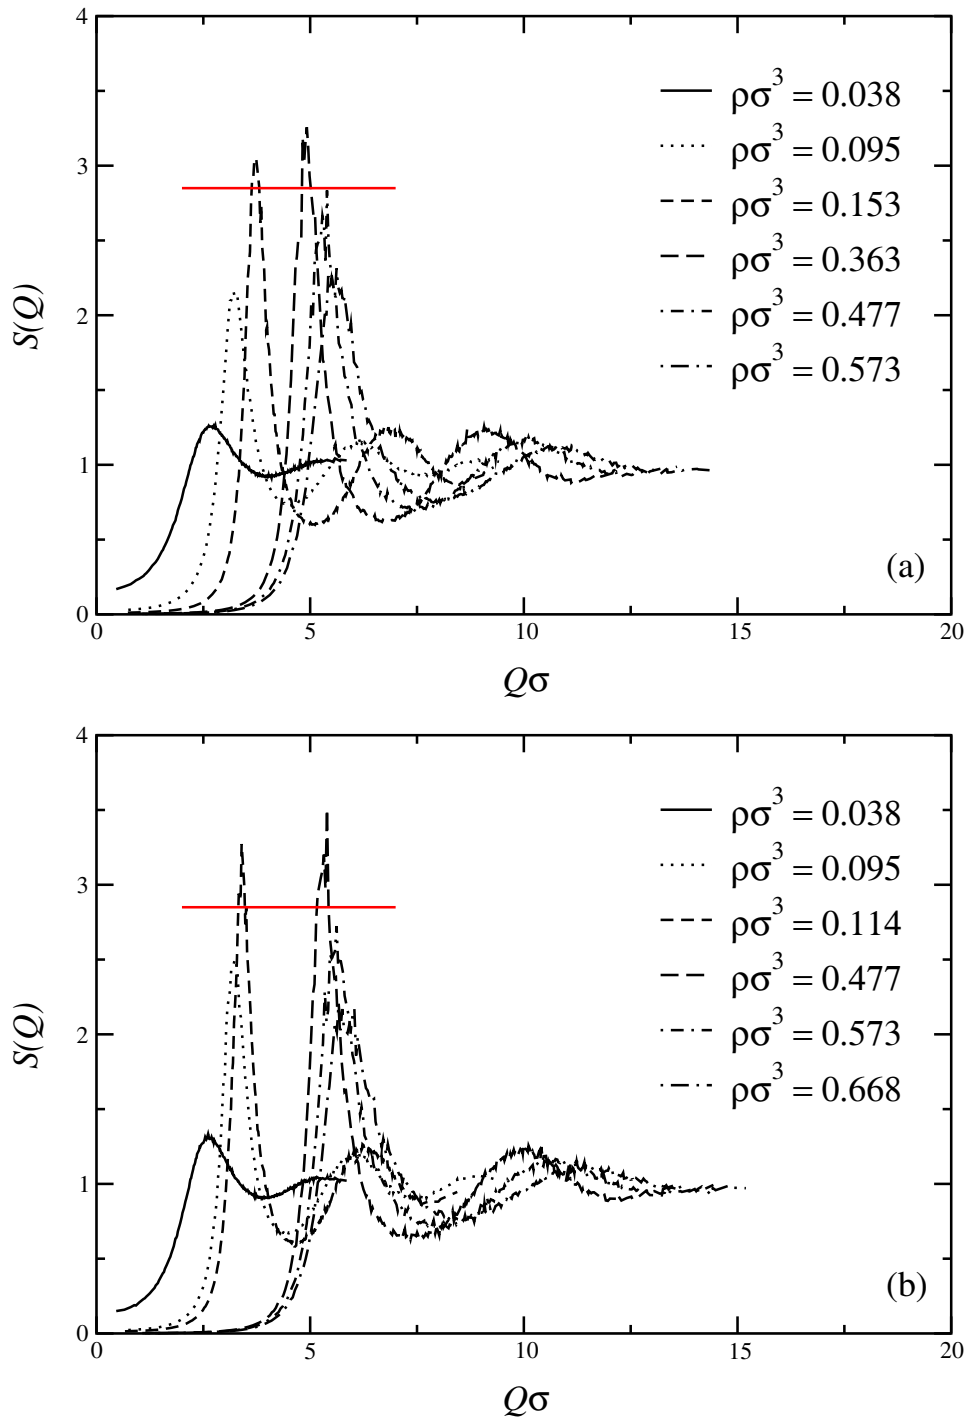 4
3
2
1
0
S(Q)
ρσ³ = 0.038
ρσ³ = 0.095
ρσ³ = 0.153
ρσ³ = 0.363
ρσ³ = 0.477
ρσ³ = 0.573
(a)
0 5 10 15 20
Qσ
4
3
2
1
0
S(Q)
ρσ³ = 0.038
ρσ³ = 0.095
ρσ³ = 0.114
ρσ³ = 0.477
ρσ³ = 0.573
ρσ³ = 0.668
(b)
0 5 10 15 20
Qσ